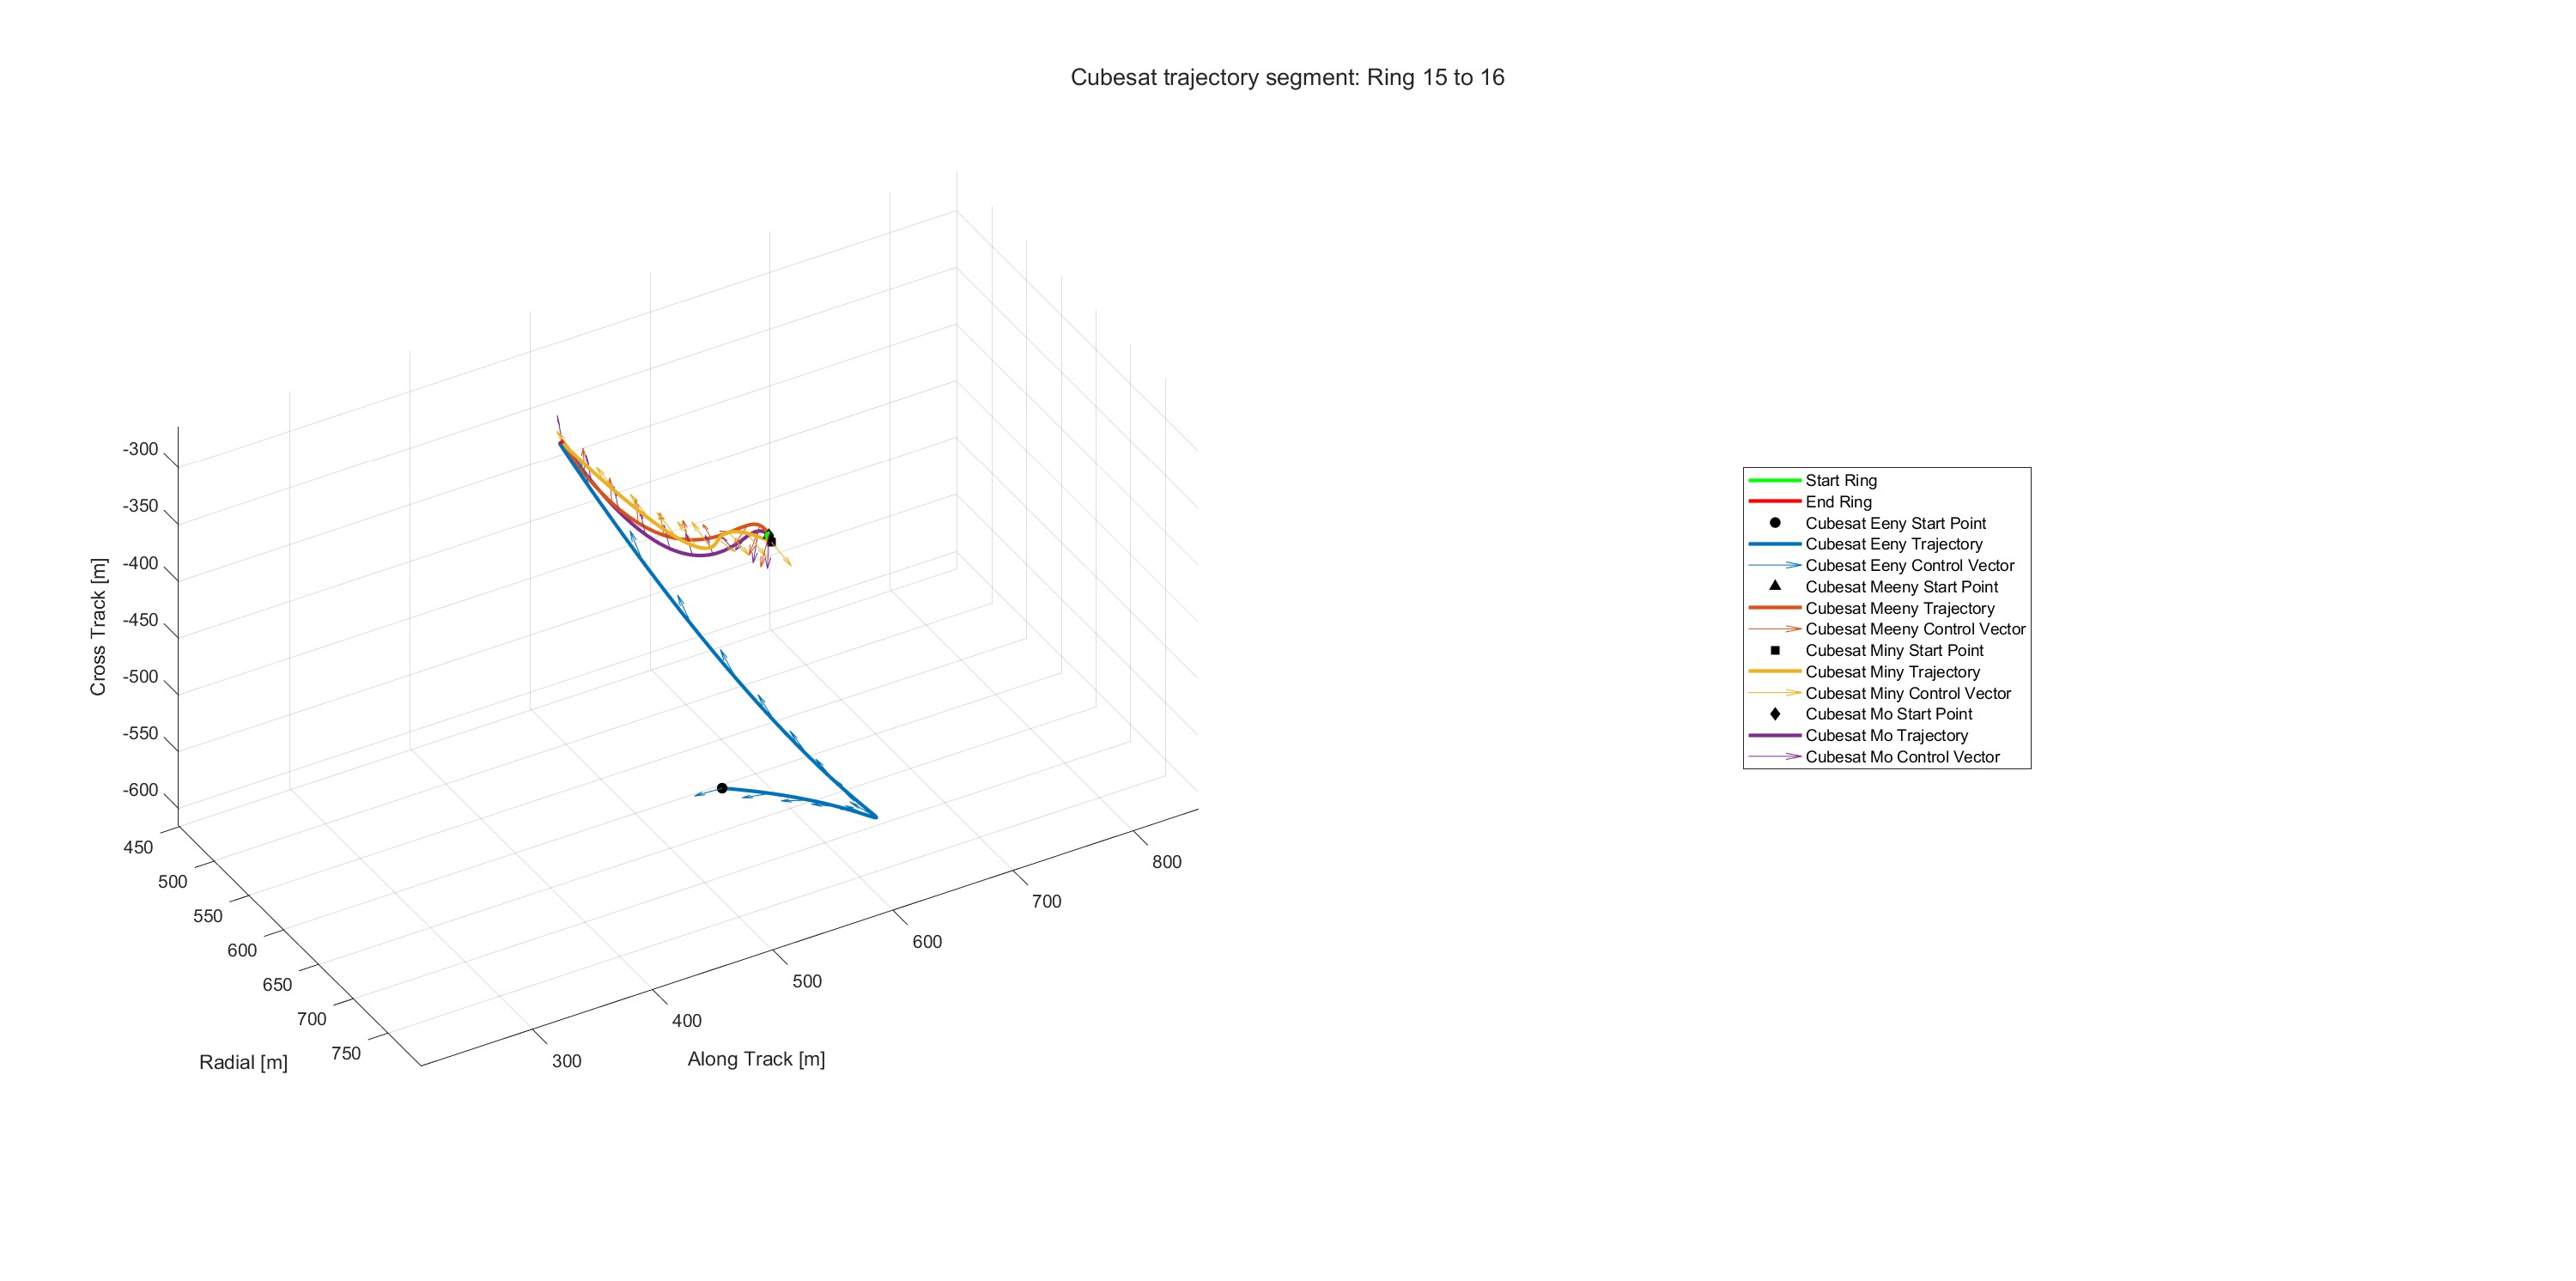 Cubesat trajectory segment: Ring 15 to 16
-300
-350
-400
-450
-500
-550
-600
Cross Track [m]
450
500
550
600
650
700
750
Radial [m]
300
400
500
600
700
800
Along Track [m]
Start Ring
End Ring
Cubesat Eeny Start Point
Cubesat Eeny Trajectory
Cubesat Eeny Control Vector
Cubesat Meeny Start Point
Cubesat Meeny Trajectory
Cubesat Meeny Control Vector
Cubesat Miny Start Point
Cubesat Miny Trajectory
Cubesat Miny Control Vector
Cubesat Mo Start Point
Cubesat Mo Trajectory
Cubesat Mo Control Vector